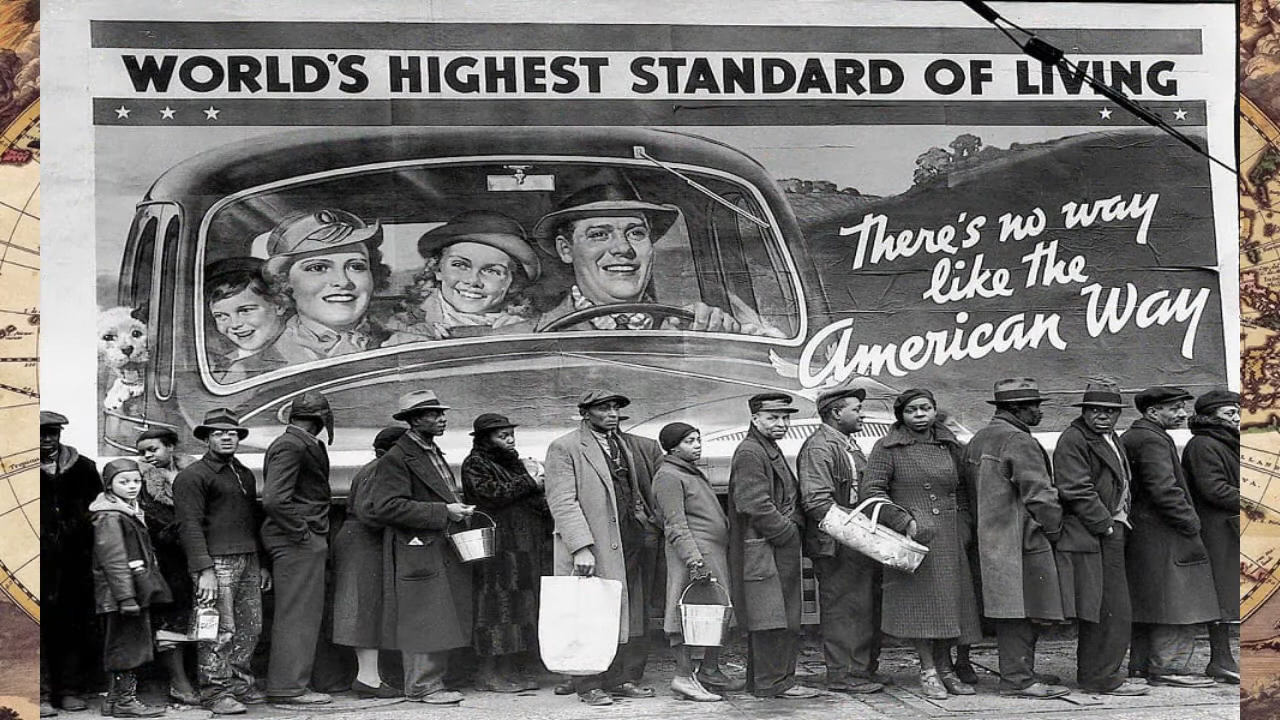 WORLD'S HIGHEST STANDARD OF LIVING
There's no way
like the
American Way